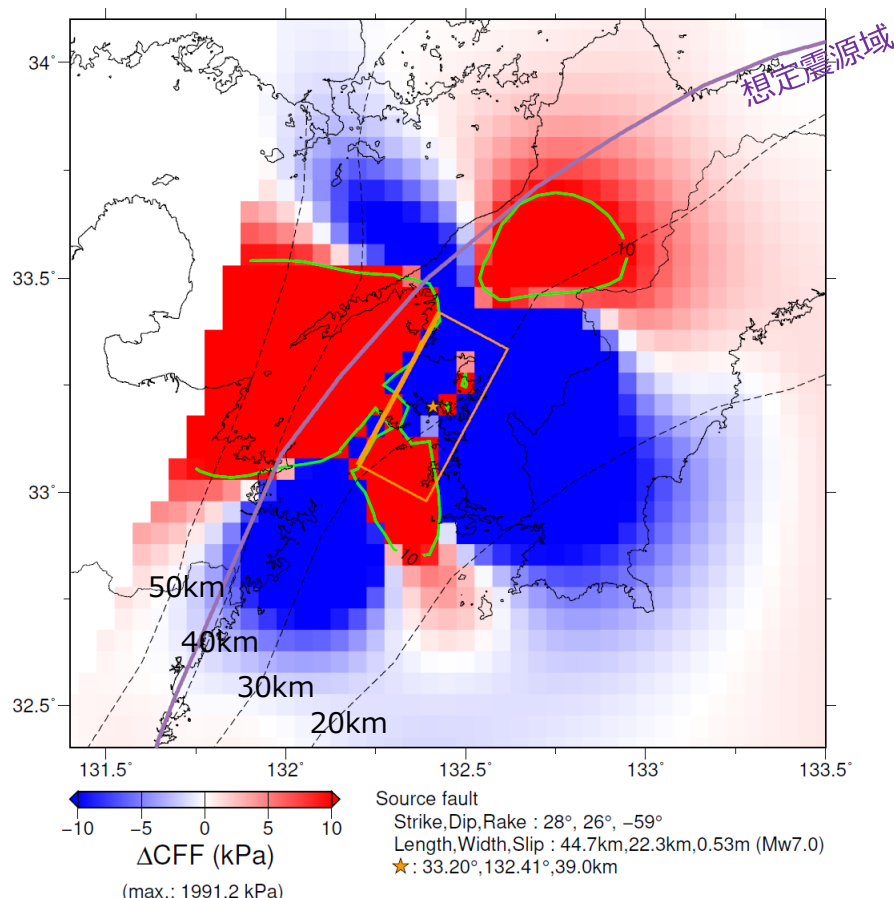 想定震源域
34˚
33.5˚
10
33˚
10
50km
40km
30km
32.5˚
20km
131.5˚ 132˚ 132.5˚ 133˚ 133.5˚
Source fault
Strike,Dip,Rake : 28°, 26°, −59°
−10 −5 0 5 10
Length,Width,Slip : 44.7km,22.3km,0.53m (Mw7.0)
ΔCFF (kPa)
: 33.20°,132.41°,39.0km
(max.: 1991.2 kPa)